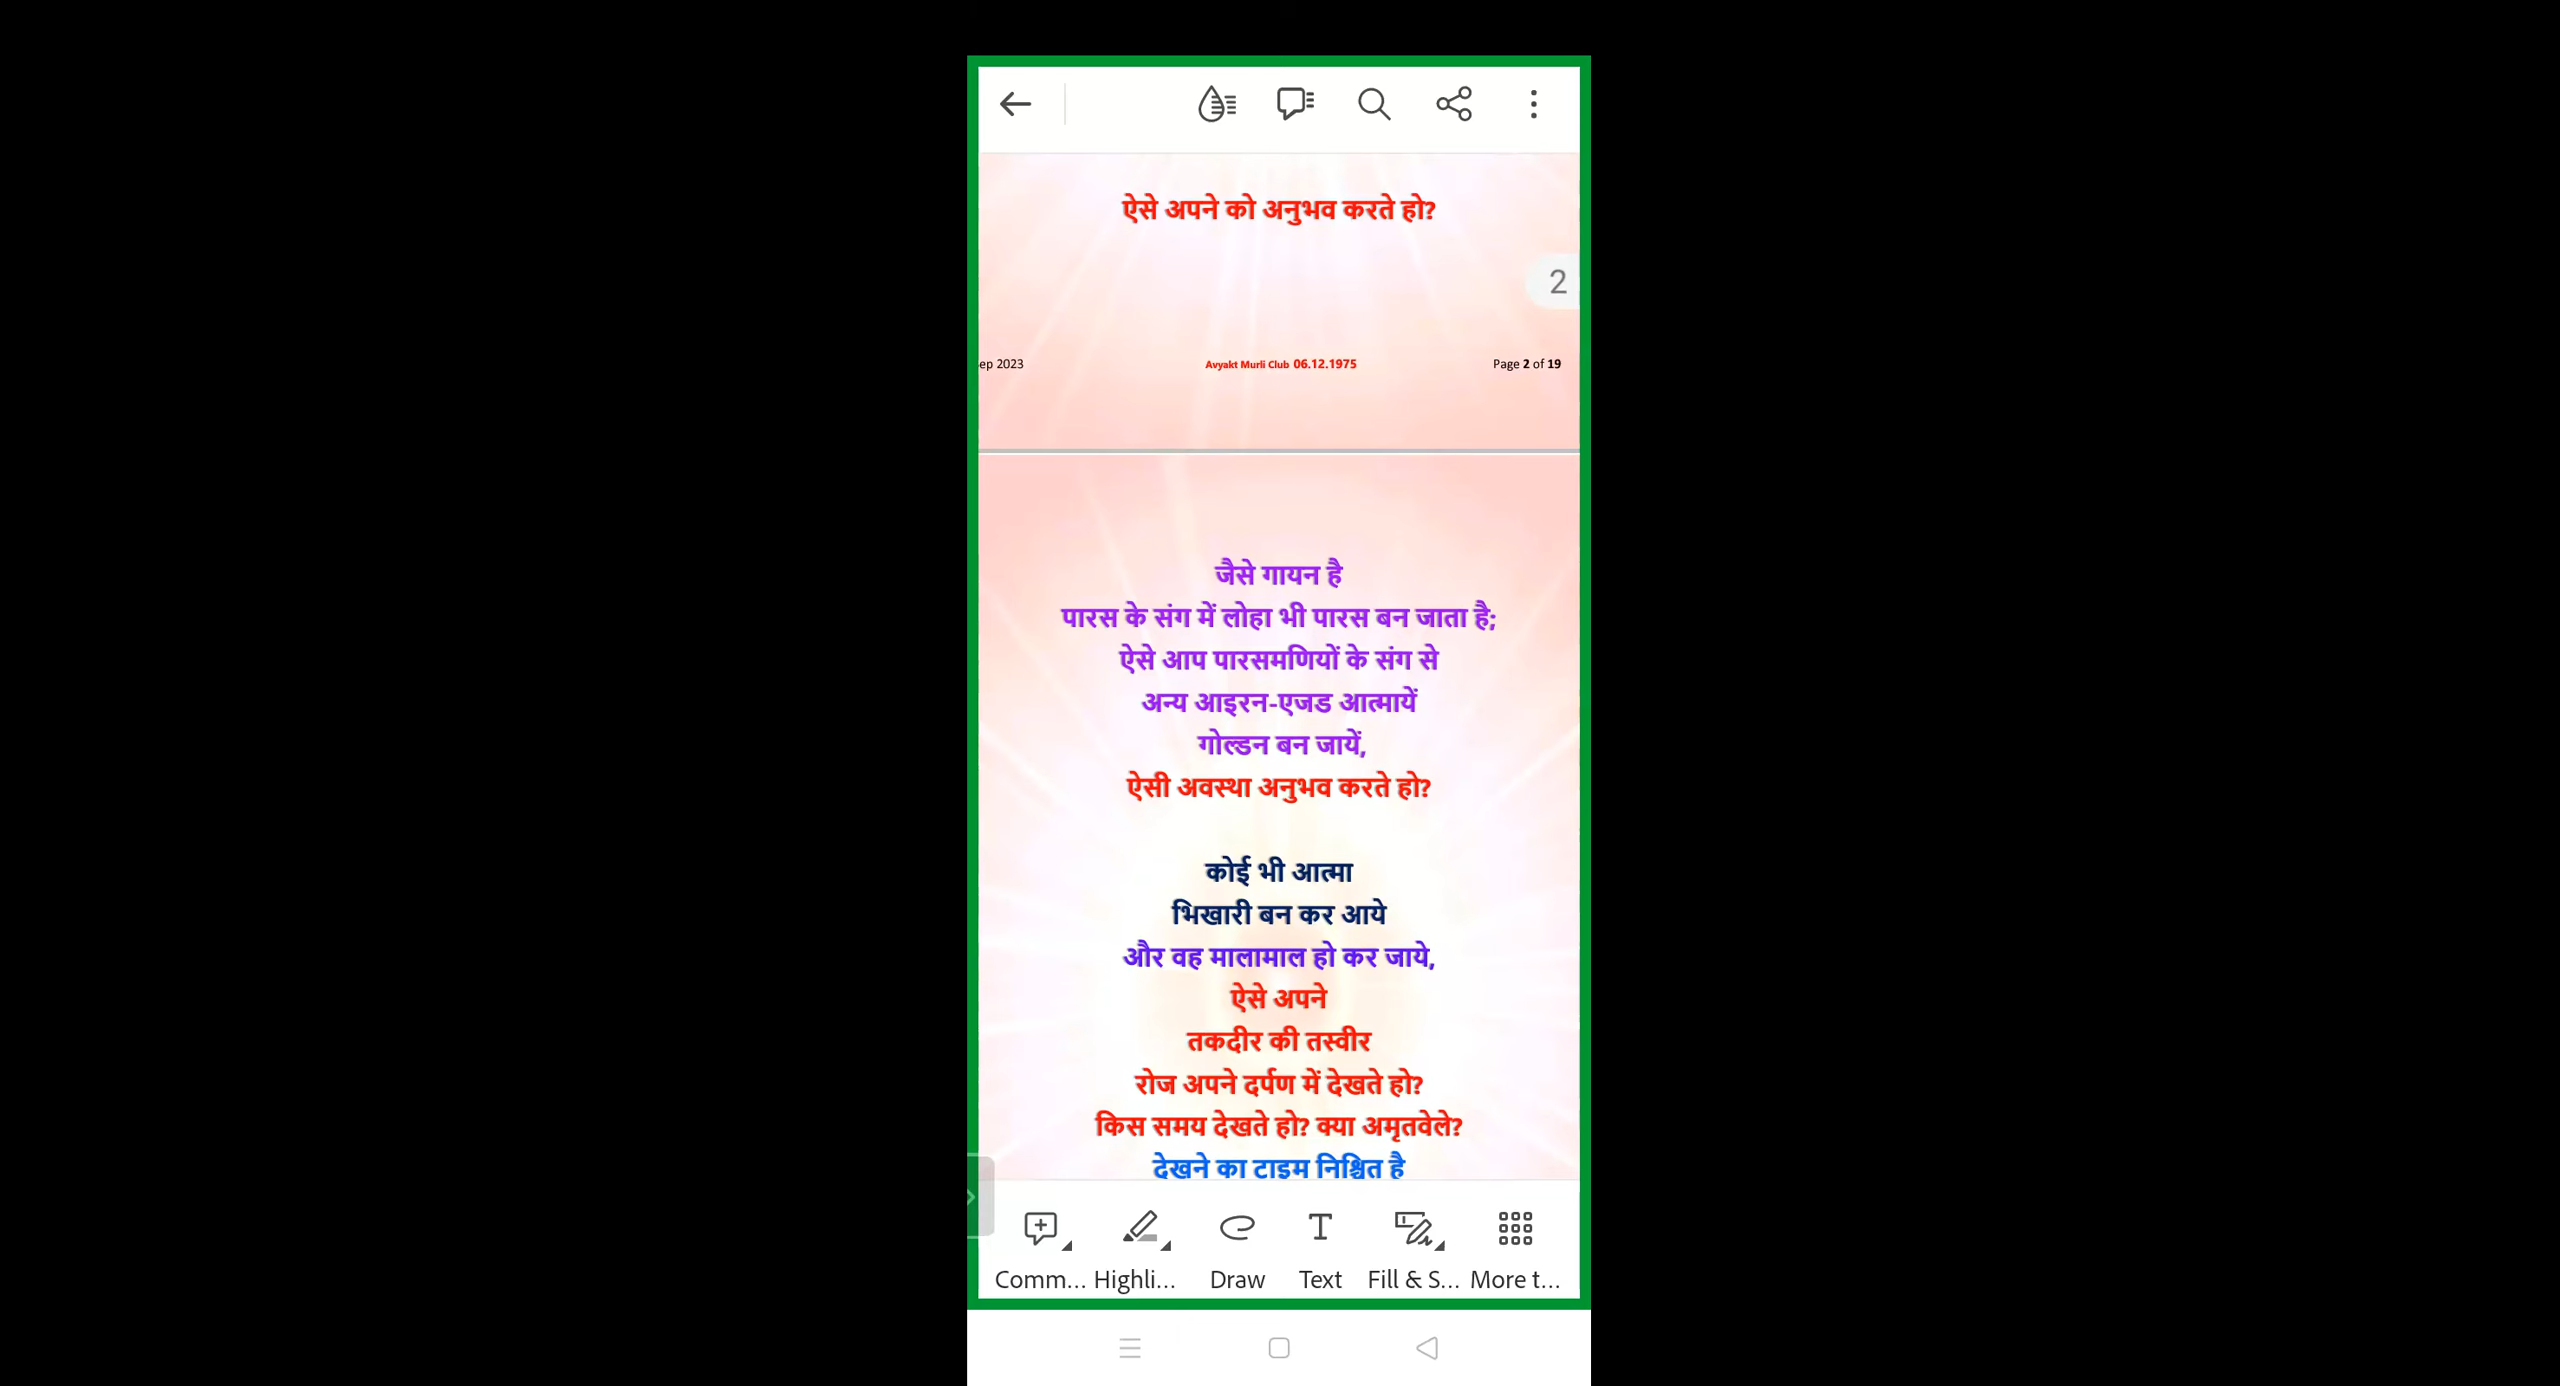 ऐसे अपने को अनुभव करते हो?
2
ep 2023 Avyakt Murli Club 06.12.1975 Page 2 of 19
जैसे गायन है
पारस के संग में लोहा भी पारस बन जाता है;
ऐसे आप पारसमणियों के संग से
अन्य आइरन-एजड आत्मायें
गोल्डन बन जायें,
ऐसी अवस्था अनुभव करते हो?
कोई भी आत्मा
भिखारी बन कर आये
और वह मालामाल हो कर जाये,
ऐसे अपने
तकदीर की तस्वीर
रोज अपने दर्पण में देखते हो?
किस समय देखते हो? क्या अमृतवेले?
देखने का टाइम निश्चित है
Comm... Highli... Draw Text Fill & S... More t...